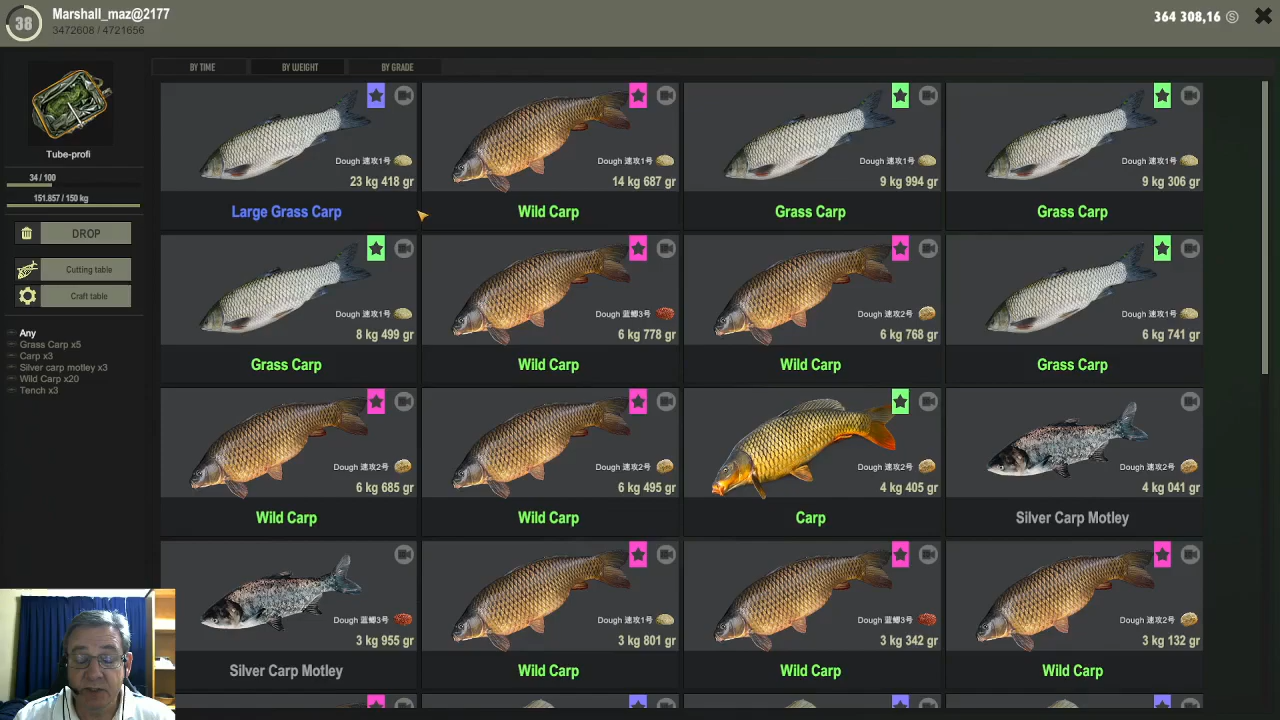 38
Marshall_maz@2177
3472608 / 4721656
364 308,16 Ⓢ
BY TIME
BY WEIGHT
BY GRADE
Tube-profi
34 / 100
151.857 / 150 kg
DROP
Cutting table
Craft table
Any
Grass Carp x5
Carp x3
Silver carp motley x3
Wild Carp x20
Tench x3
Dough 速攻1号
23 kg 418 gr
Large Grass Carp
Dough 速攻1号
14 kg 687 gr
Wild Carp
Dough 速攻1号
9 kg 994 gr
Grass Carp
Dough 速攻1号
9 kg 306 gr
Grass Carp
Dough 速攻1号
8 kg 499 gr
Grass Carp
Dough 蓝鲫3号
6 kg 778 gr
Wild Carp
Dough 速攻2号
6 kg 768 gr
Wild Carp
Dough 速攻1号
6 kg 741 gr
Grass Carp
Dough 速攻2号
6 kg 685 gr
Wild Carp
Dough 速攻2号
6 kg 495 gr
Wild Carp
Dough 速攻2号
4 kg 405 gr
Carp
Dough 速攻2号
4 kg 041 gr
Silver Carp Motley
Dough 蓝鲫3号
3 kg 955 gr
Silver Carp Motley
Dough 速攻1号
3 kg 801 gr
Wild Carp
Dough 蓝鲫3号
3 kg 342 gr
Wild Carp
Dough 速攻2号
3 kg 132 gr
Wild Carp